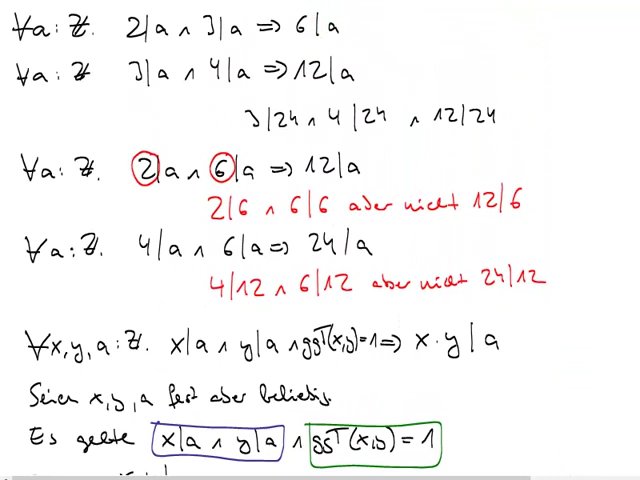 ∀a:ℤ. 2|a ∧ 3|a ⇒ 6|a
∀a:ℤ 3|a ∧ 4|a ⇒ 12|a
3|24 ∧ 4|24 ∧ 12|24
∀a:ℤ. 2|a ∧ 6|a ⇒ 12|a
2|6 ∧ 6|6 aber nicht 12|6
∀a:ℤ. 4|a ∧ 6|a ⇒ 24|a
4|12 ∧ 6|12 aber nicht 24|12
∀x,y,a:ℤ. x|a ∧ y|a ∧ ggT(x,y)=1 ⇒ x·y|a
Seien x,y,a fest aber beliebig.
Es gelte x|a ∧ y|a ∧ ggT(x,y) = 1